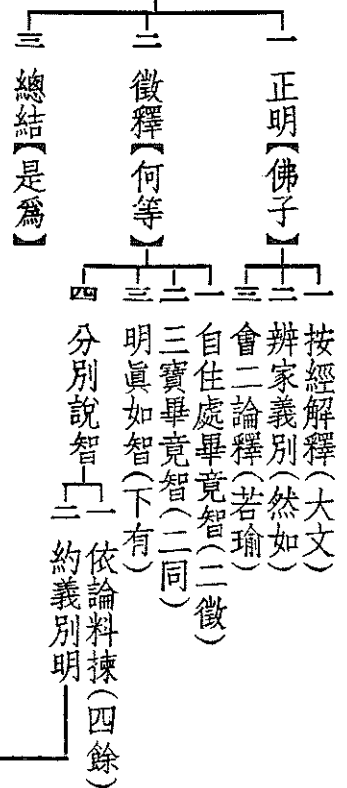 一　正明【佛子】
一　按經解釋(大文)
二　辨家義別(然如)
三　會二論釋(若瑜)
二　徵釋【何等】
一　自住處畢竟智(二徵)
二　三寶畢竟智(二同)
三　明眞如智(下有)
四　分別說智
一　依論料揀(四餘)
二　約義別明
三　總結【是爲】